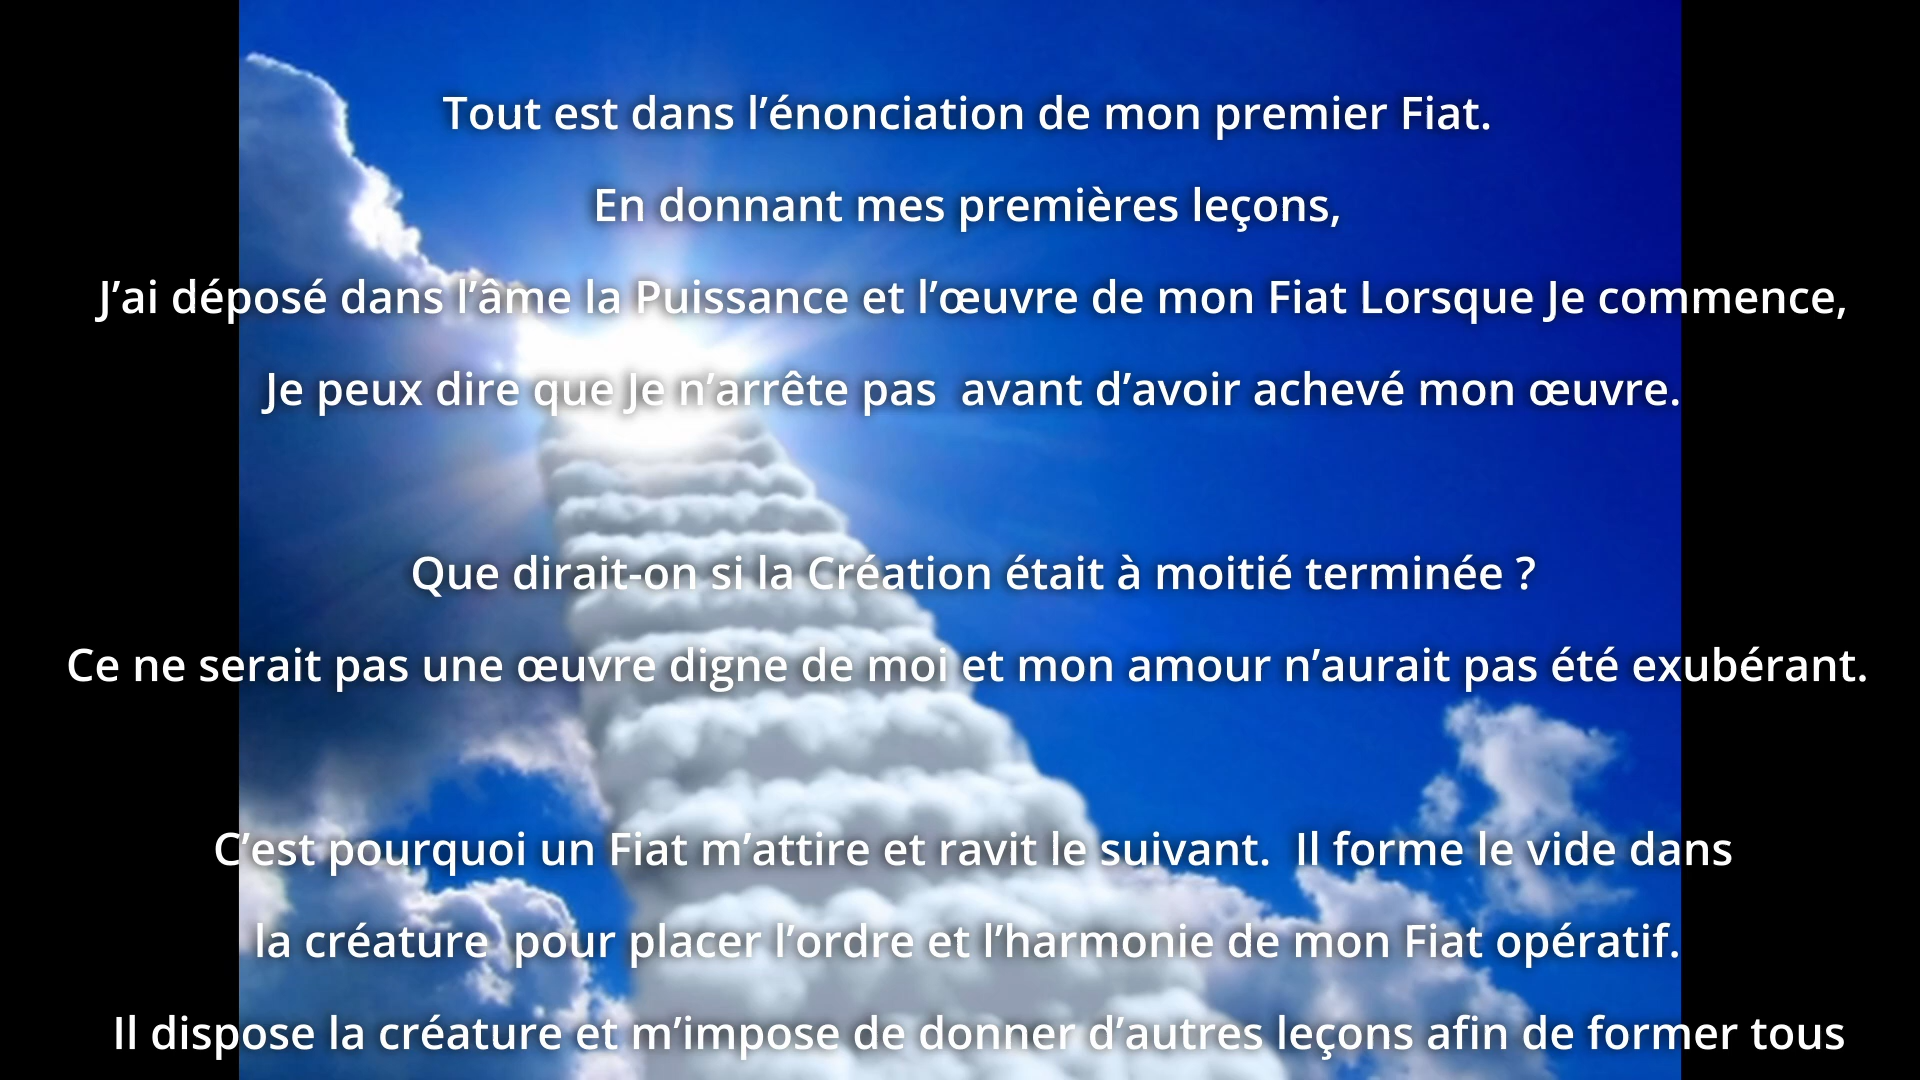 Tout est dans l’énonciation de mon premier Fiat.
En donnant mes premières leçons,
J’ai déposé dans l’âme la Puissance et l’œuvre de mon Fiat Lorsque Je commence,
Je peux dire que Je n’arrête pas  avant d’avoir achevé mon œuvre.
Que dirait-on si la Création était à moitié terminée ?
Ce ne serait pas une œuvre digne de moi et mon amour n’aurait pas été exubérant.
C’est pourquoi un Fiat m’attire et ravit le suivant.  Il forme le vide dans
la créature  pour placer l’ordre et l’harmonie de mon Fiat opératif.
Il dispose la créature et m’impose de donner d’autres leçons afin de former tous